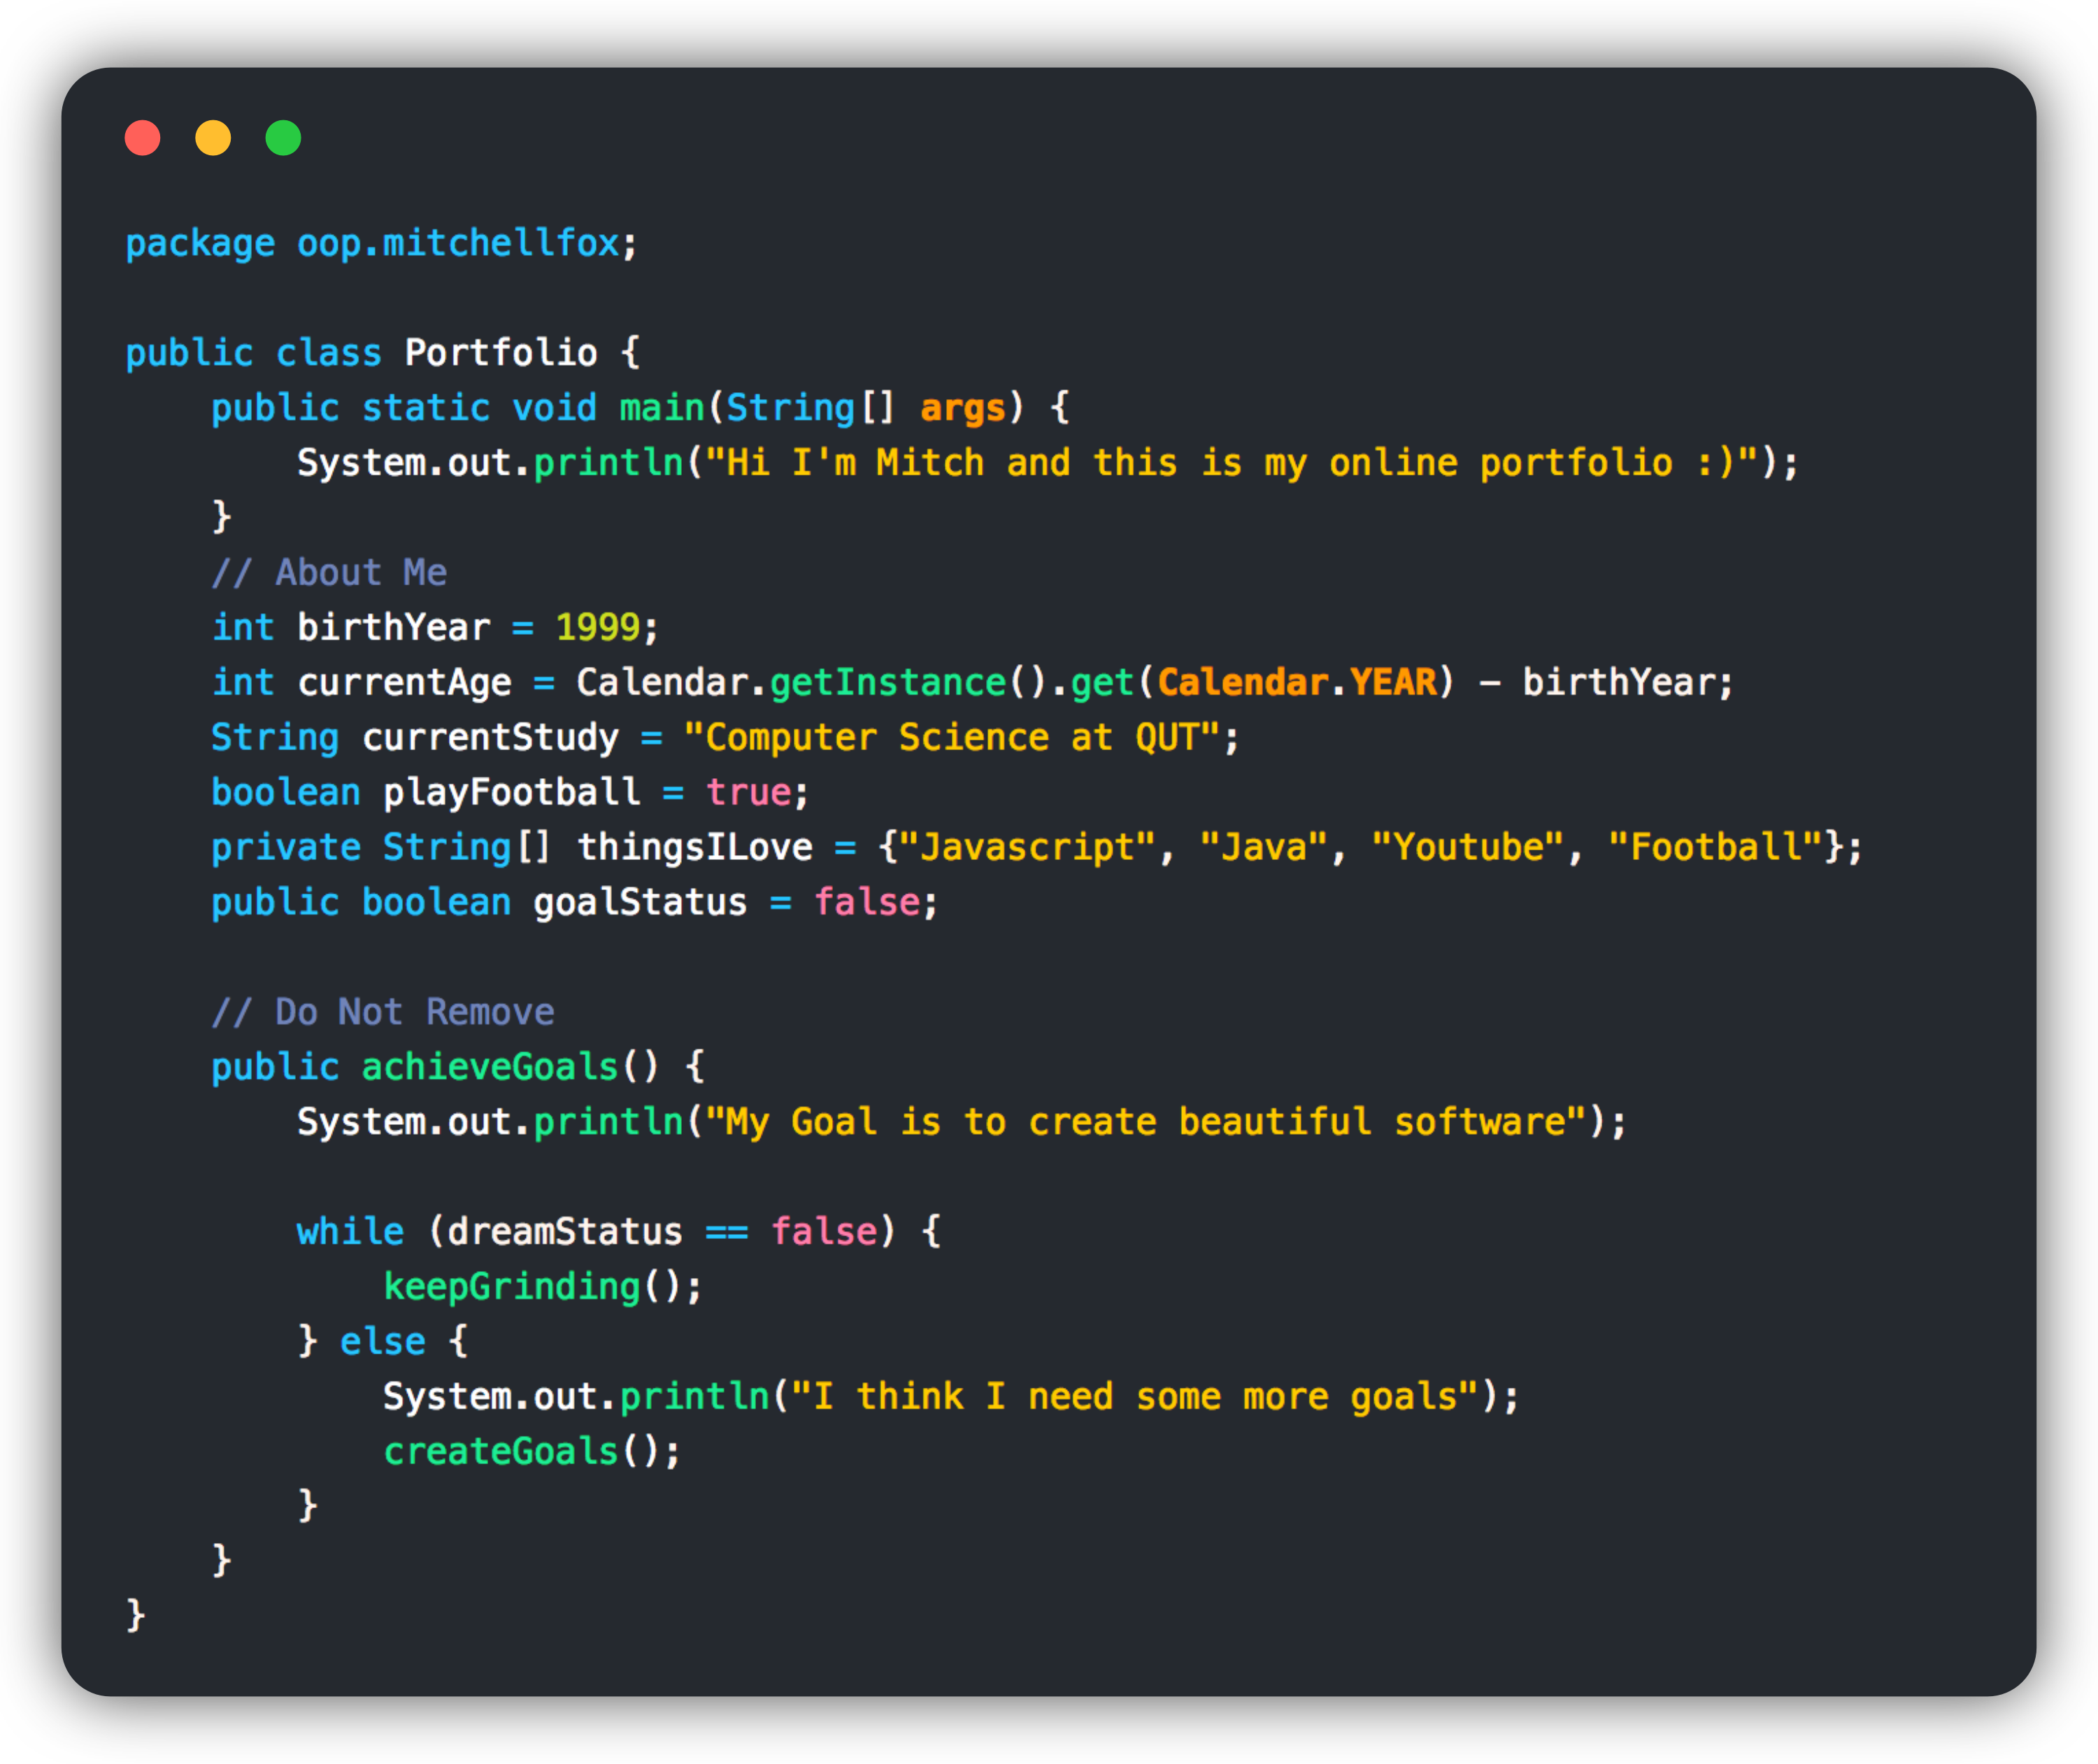 package oop.mitchellfox;

public class Portfolio {
    public static void main(String[] args) {
        System.out.println("Hi I'm Mitch and this is my online portfolio :)");
    }
    // About Me
    int birthYear = 1999;
    int currentAge = Calendar.getInstance().get(Calendar.YEAR) - birthYear;
    String currentStudy = "Computer Science at QUT";
    boolean playFootball = true;
    private String[] thingsILove = {"Javascript", "Java", "Youtube", "Football"};
    public boolean goalStatus = false;

    // Do Not Remove
    public achieveGoals() {
        System.out.println("My Goal is to create beautiful software");

        while (dreamStatus == false) {
            keepGrinding();
        } else {
            System.out.println("I think I need some more goals");
            createGoals();
        }
    }
}